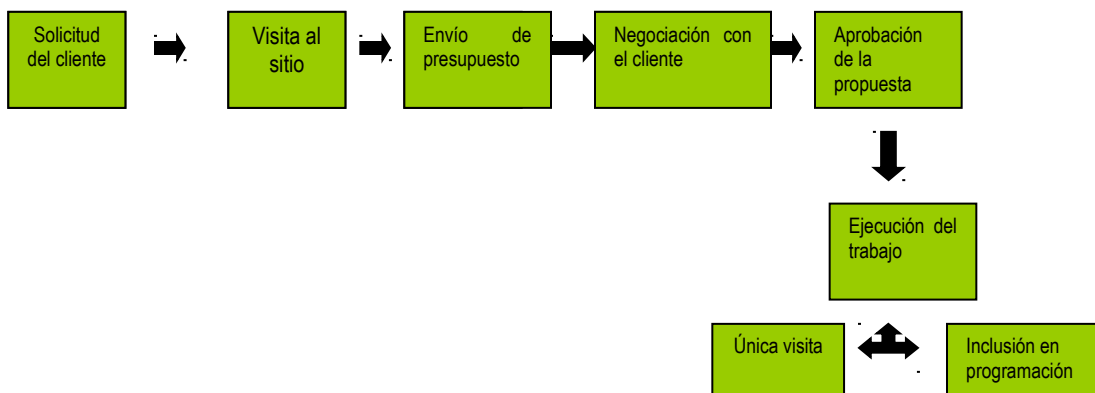 Solicitud
del cliente
Visita al
sitio
Envío de
presupuesto
Negociación con
el cliente
Aprobación
de la
propuesta
Ejecución del
trabajo
Única visita
Inclusión en
programación